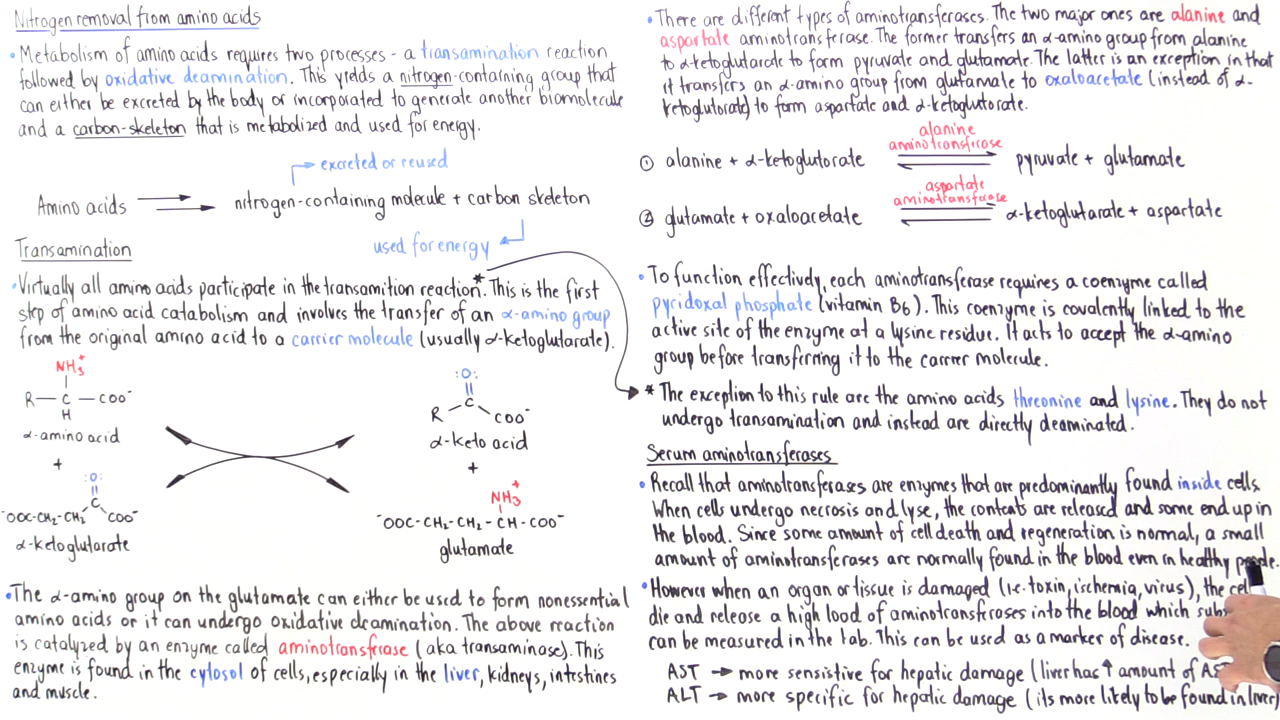 Nitrogen removal from amino acids
• Metabolism of amino acids requires two processes - a transamination reaction
followed by oxidative deamination. This yields a nitrogen-containing group that
can either be excreted by the body or incorporated to generate another biomolecule
and a carbon-skeleton that is metabolized and used for energy.
excreted or reused
Amino acids nitrogen-containing molecule + carbon skeleton
used for energy
Transamination
• Virtually all amino acids participate in the transamition reaction*. This is the first
step of amino acid catabolism and involves the transfer of an α-amino group
from the original amino acid to a carrier molecule (usually α-ketoglutarate).
NH3+
R — C — COO-
H
α-amino acid
+
:O:
-OOC-CH2-CH2 C COO-
α-ketoglutarate
:O:
R C COO-
α-keto acid
+
NH3+
-OOC-CH2-CH2-CH-COO-
glutamate
• The α-amino group on the glutamate can either be used to form nonessential
amino acids or it can undergo oxidative deamination. The above reaction
is catalyzed by an enzyme called aminotransferase (aka transaminase). This
enzyme is found in the cytosol of cells, especially in the liver, kidneys, intestines
and muscle.
• There are different types of aminotransferases. The two major ones are alanine and
aspartate aminotransferase. The former transfers an α-amino group from alanine
to α-ketoglutarate to form pyruvate and glutamate. The latter is an exception in that
it transfers an α-amino group from glutamate to oxaloacetate (instead of α-
ketoglutorate) to form aspartate and α-ketoglutorate.
alanine
aminotransferase
① alanine + α-ketoglutorate pyruvate + glutamate
aspartate
aminotransferase
② glutamate + oxaloacetate α-ketoglutarate + aspartate
• To function effectively, each aminotransferase requires a coenzyme called
pyridoxal phosphate (vitamin B6). This coenzyme is covalently linked to the
active site of the enzyme at a lysine residue. It acts to accept the α-amino
group before transferring it to the carrier molecule.
* The exception to this rule are the amino acids threonine and lysine. They do not
undergo transamination and instead are directly deaminated.
Serum aminotransferases
• Recall that aminotransferases are enzymes that are predominantly found inside cells.
When cells undergo necrosis and lyse, the contents are released and some end up in
the blood. Since some amount of cell death and regeneration is normal, a small
amount of aminotransferases are normally found in the blood even in healthy people.
• However when an organ or tissue is damaged (i.e. toxin, ischemia, virus), the
die and release a high load of aminotransferases into the blood which
can be measured in the lab. This can be used as a marker of disease.
AST → more sensistive for hepatic damage (liver has ↑ amount of
ALT → more specific for hepatic damage (its more likely to be found in liver)